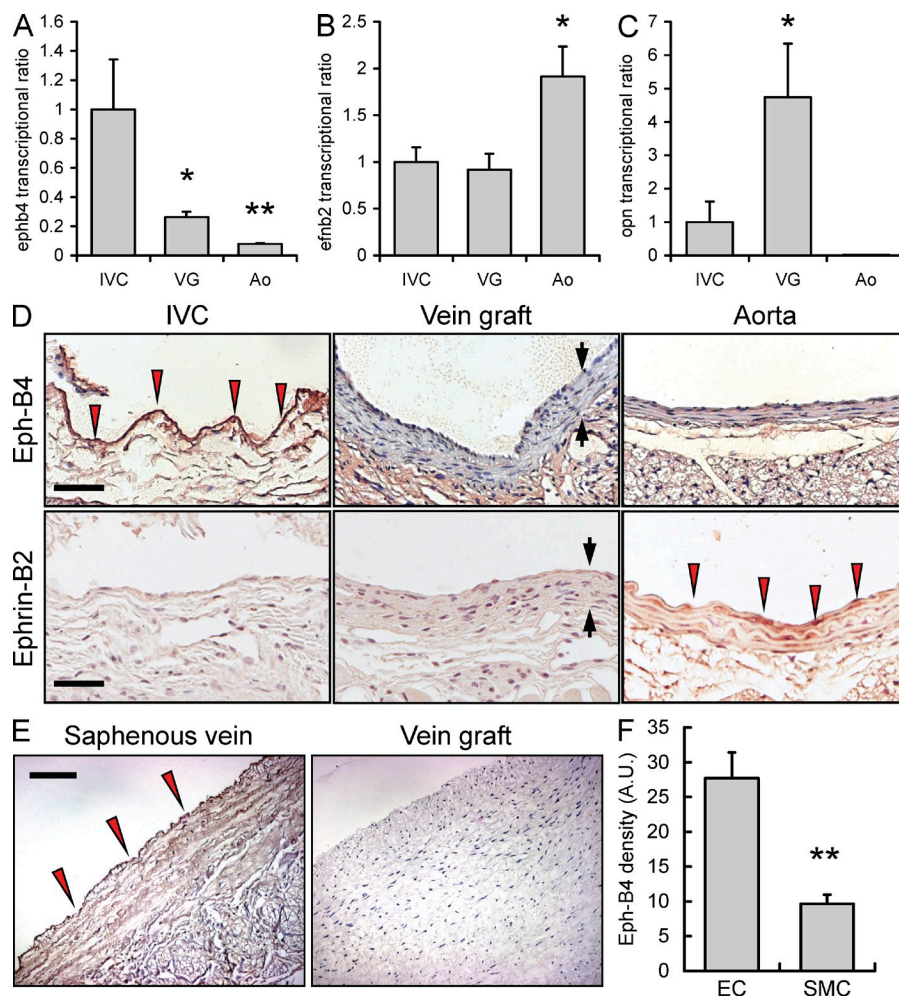 A
ephb4 transcriptional ratio
1.6
1.4
1.2
1
0.8
0.6
0.4
0.2
0
*
**
IVC VG Ao
B
efnb2 transcriptional ratio
2.5
2
1.5
1
0.5
0
*
IVC VG Ao
C
opn transcriptional ratio
7
6
5
4
3
2
1
0
*
IVC VG Ao
D
IVC Vein graft Aorta
Eph-B4
Ephrin-B2
E
Saphenous vein Vein graft
F
Eph-B4 density (A.U.)
35
30
25
20
15
10
5
0
**
EC SMC